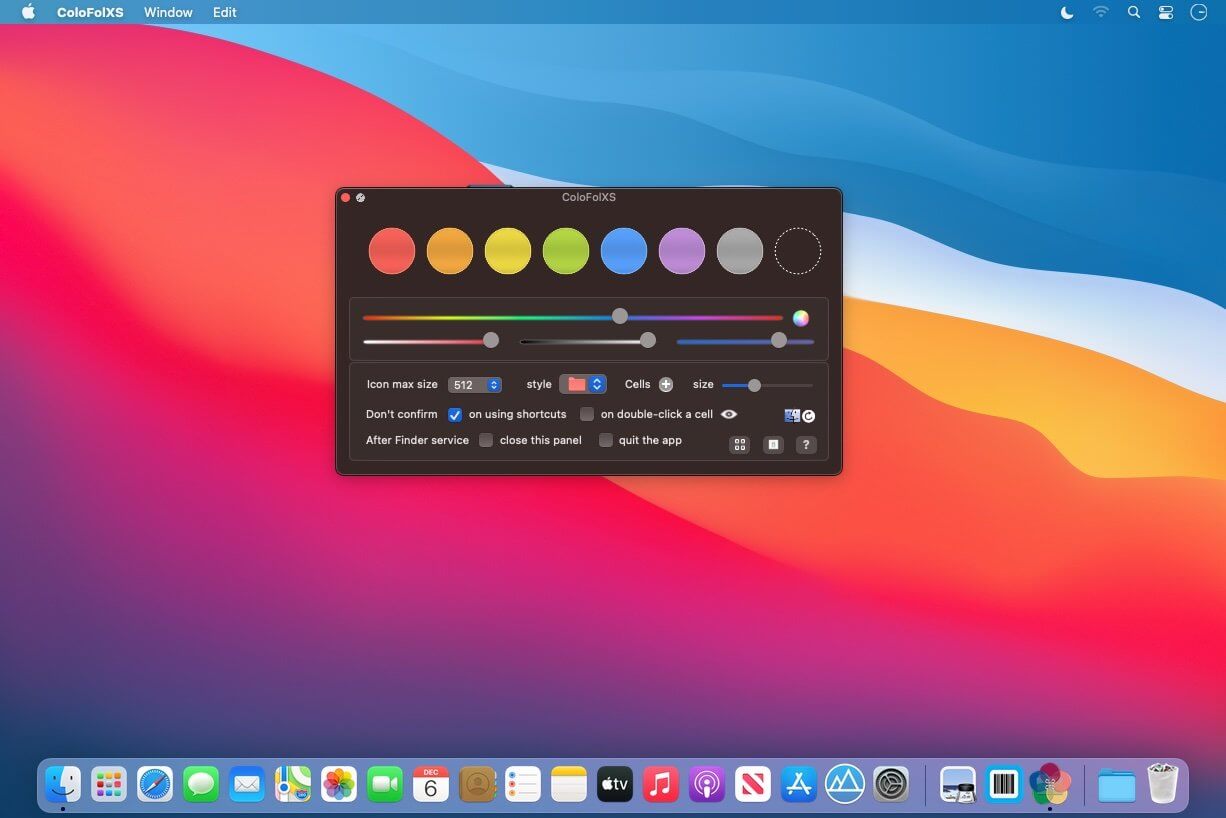 ColoFolXS Window Edit
ColoFolXS
Icon max size 512 style Cells size
Don't confirm on using shortcuts on double-click a cell
After Finder service close this panel quit the app ?
DEC
6
tv